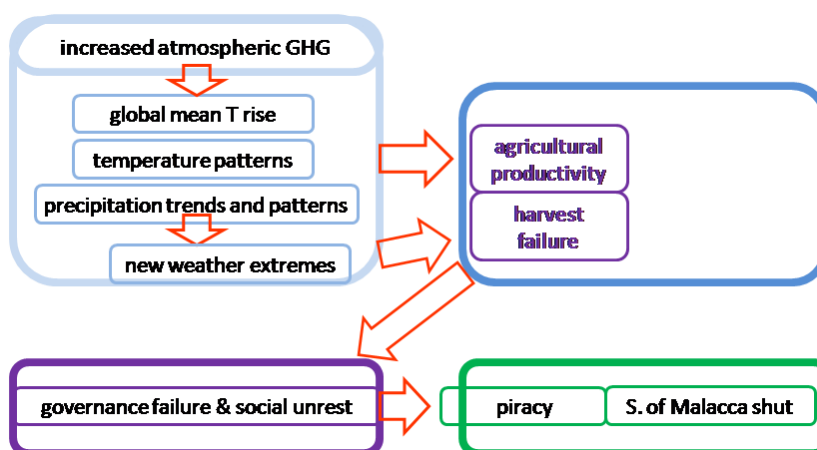 increased atmospheric GHG
global mean T rise
temperature patterns
precipitation trends and patterns
new weather extremes
agricultural
productivity
harvest
failure
governance failure & social unrest
piracy
S. of Malacca shut